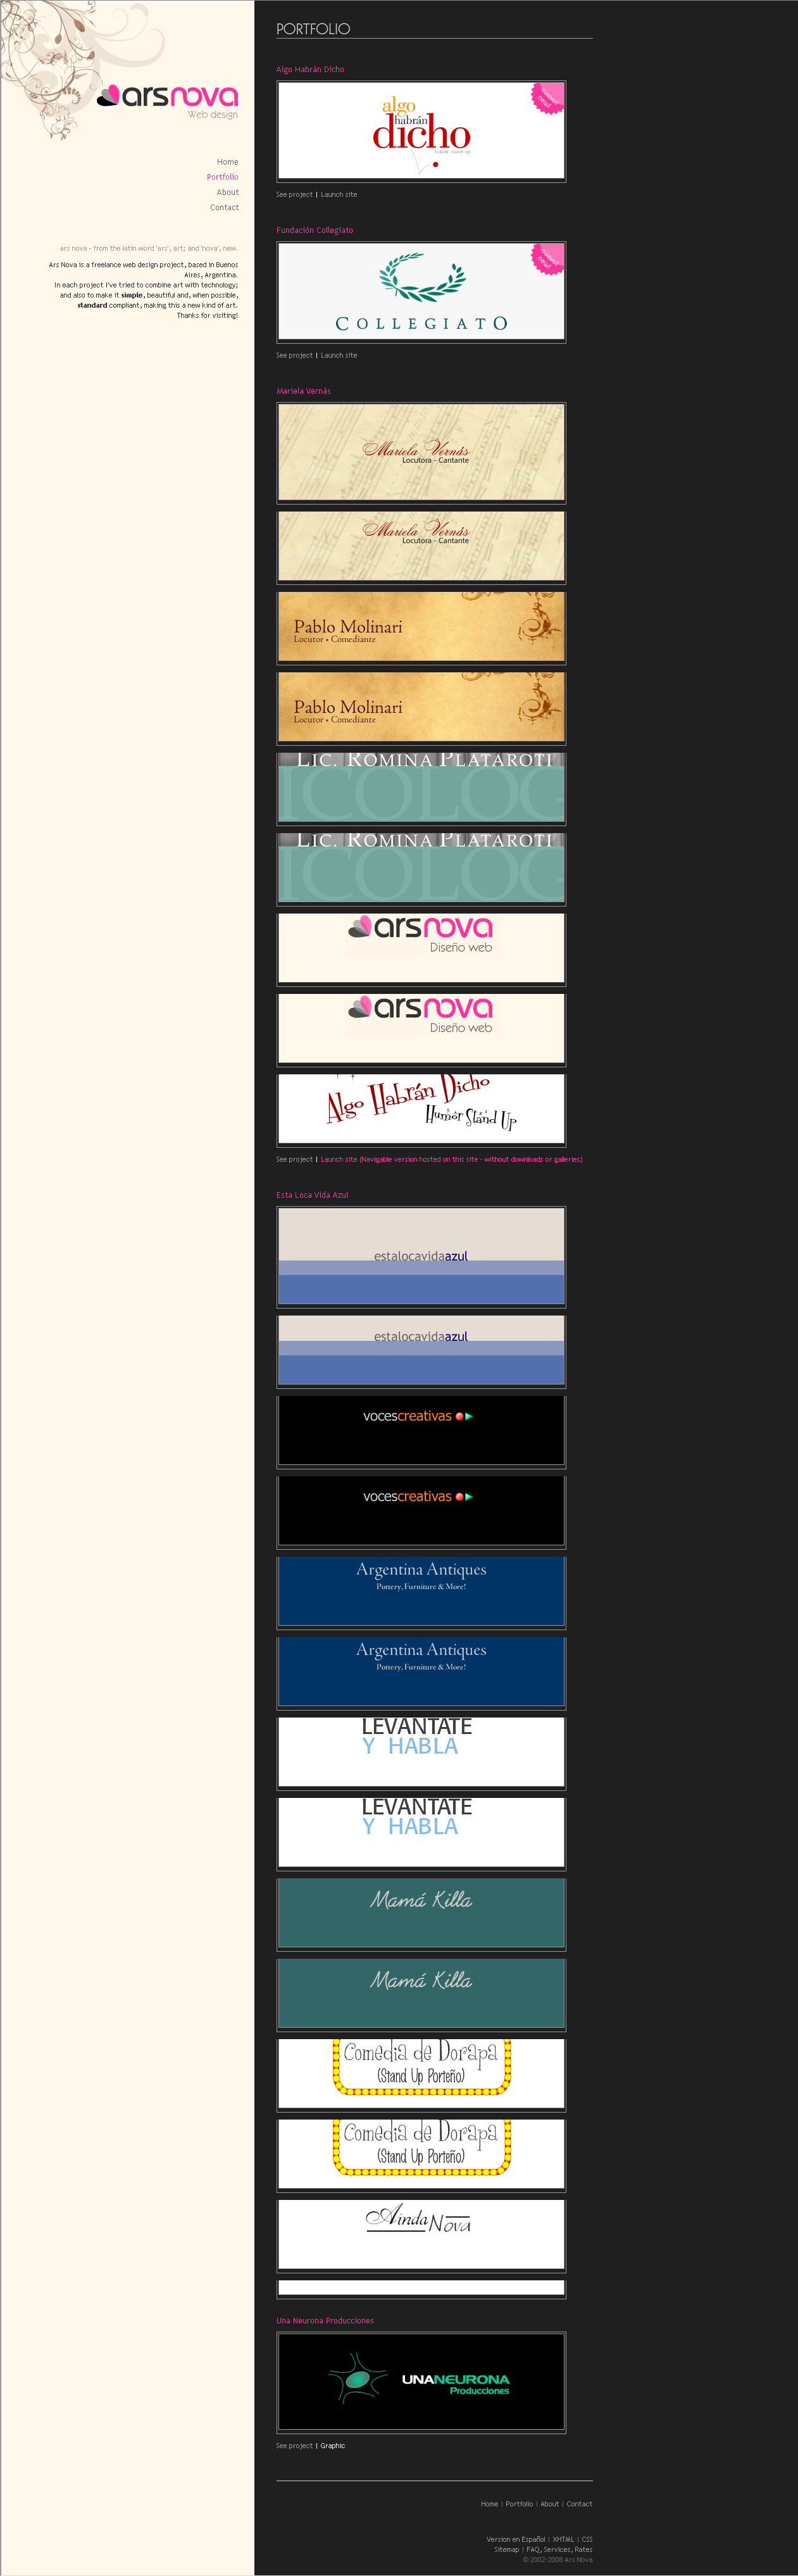 arsnova
Web design
Home
Portfolio
About
Contact
ars nova - from the latin word 'ars', art; and 'nova', new.
Ars Nova is a freelance web design project, based in Buenos
Aires, Argentina.
In each project I've tried to combine art with technology;
and also to make it simple, beautiful and, when possible,
standard compliant, making this a new kind of art.
Thanks for visiting!
PORTFOLIO
Algo Habrán Dicho
algo
habrán
dicho
humor stand up
nuevo!
new!
See project | Launch site
Fundación Collegiato
nuevo!
new!
COLLEGIATO
See project | Launch site
Mariela Vernás
Mariela Vernás
Locutora - Cantante
Mariela Vernás
Locutora - Cantante
Pablo Molinari
Locutor • Comediante
Pablo Molinari
Locutor • Comediante
LIC. ROMINA PLATAROTI
ICOLOG
LIC. ROMINA PLATAROTI
ICOLOG
arsnova
Diseño web
arsnova
Diseño web
Algo Habrán Dicho
Humor Stand Up
See project | Launch site (Navigable version hosted on this site - without downloads or galleries)
Esta Loca Vida Azul
estalocavidaazul
estalocavidaazul
vocescreativas
vocescreativas
Argentina Antiques
Pottery, Furniture & More!
Argentina Antiques
Pottery, Furniture & More!
LEVANTATE
Y HABLA
LEVANTATE
Y HABLA
Mamá Killa
Mamá Killa
Comedia de Dorapa
(Stand Up Porteño)
Comedia de Dorapa
(Stand Up Porteño)
Ainda Nova
Una Neurona Producciones
UNANEURONA
Producciones
See project | Graphic
Home | Portfolio | About | Contact
Version en Español | XHTML | CSS
Sitemap | FAQ, Services, Rates
© 2002-2008 Ars Nova